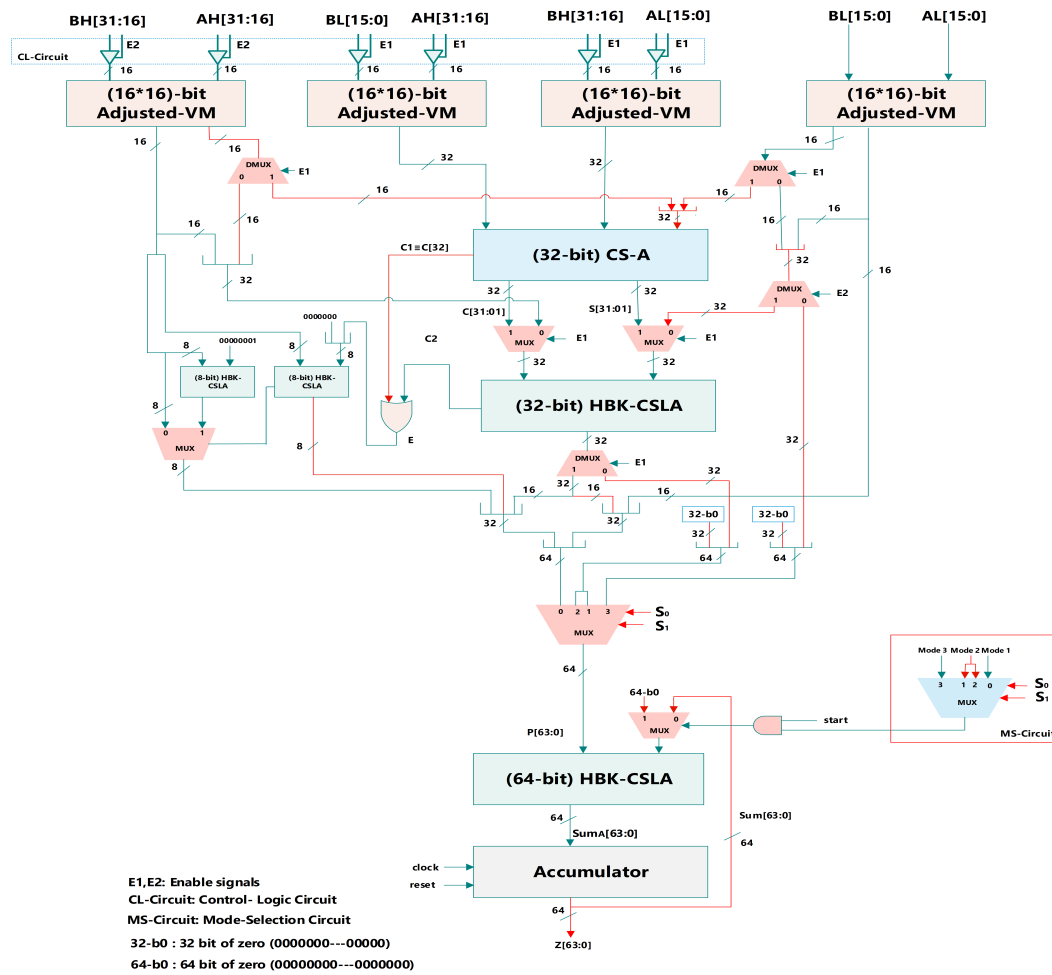 BH[31:16] AH[31:16] BL[15:0] AH[31:16] BH[31:16] AL[15:0] BL[15:0] AL[15:0]
E2 E2 E1 E1 E1 E1
CL-Circuit
16 16 16 16 16 16
(16*16)-bit
Adjusted-VM
(16*16)-bit
Adjusted-VM
(16*16)-bit
Adjusted-VM
(16*16)-bit
Adjusted-VM
16 16 32 32 16
DMUX
0 1
E1
DMUX
1 0
E1
16 16
32
16 16 16 16
32
32
16
C1≡C[32]
(32-bit) CS-A
DMUX
1 0
E2
32 32 32
C[31:01]
S[31:01]
0000000
00000001
C2
1 0
MUX
E1
1 0
MUX
E1
8 8 8
32 32
(8-bit) HBK-
CSLA
(8-bit) HBK-
CSLA
(32-bit) HBK-CSLA
8
0 1
MUX
8
8
E
32
DMUX
1 0
E1
32
32
32
16 16 16
32 32
32-b0
32-b0
32 32
64 64 64
0 2 1 3
MUX
S0
S1
64
Mode 3 Mode 2 Mode 1
3 1 2 0
MUX
S0
S1
MS-Circuit
64-b0
1 0
MUX
start
P[63:0]
(64-bit) HBK-CSLA
64
SumA[63:0]
Sum[63:0]
64
Accumulator
clock
reset
64
Z[63:0]
E1,E2: Enable signals
CL-Circuit: Control- Logic Circuit
MS-Circuit: Mode-Selection Circuit
32-b0 : 32 bit of zero (0000000---00000)
64-b0 : 64 bit of zero (00000000---0000000)